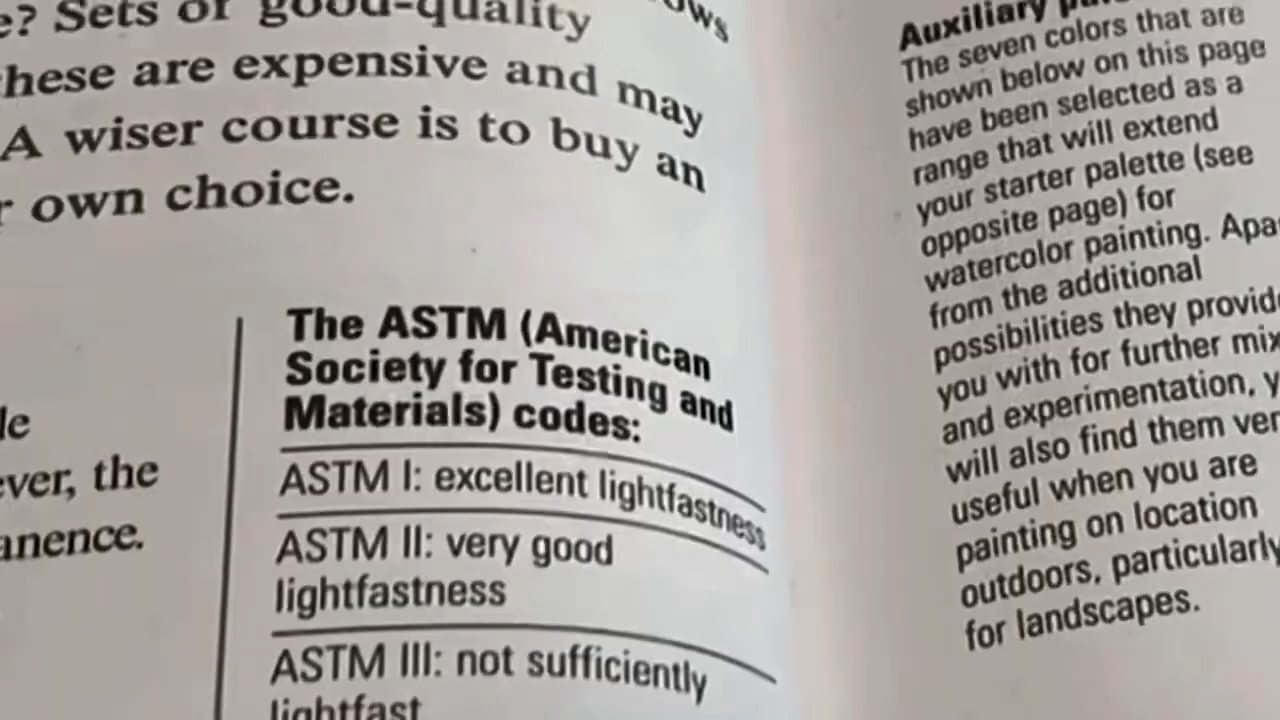 Sets of good-quality
these are expensive and may
A wiser course is to buy an
own choice.
ever, the
The ASTM (American
Society for Testing and
Materials) codes:
ASTM I: excellent lightfastness
ASTM II: very good
lightfastness
ASTM III: not sufficiently
lightfast
Auxiliary
The seven colors that are
shown below on this page
have been selected as a
range that will extend
your starter palette (see
opposite page) for
watercolor painting.
from the additional
possibilities they provide
you with for further
and experimentation,
will also find them
useful when you are
painting on location
outdoors, particularly
for landscapes.